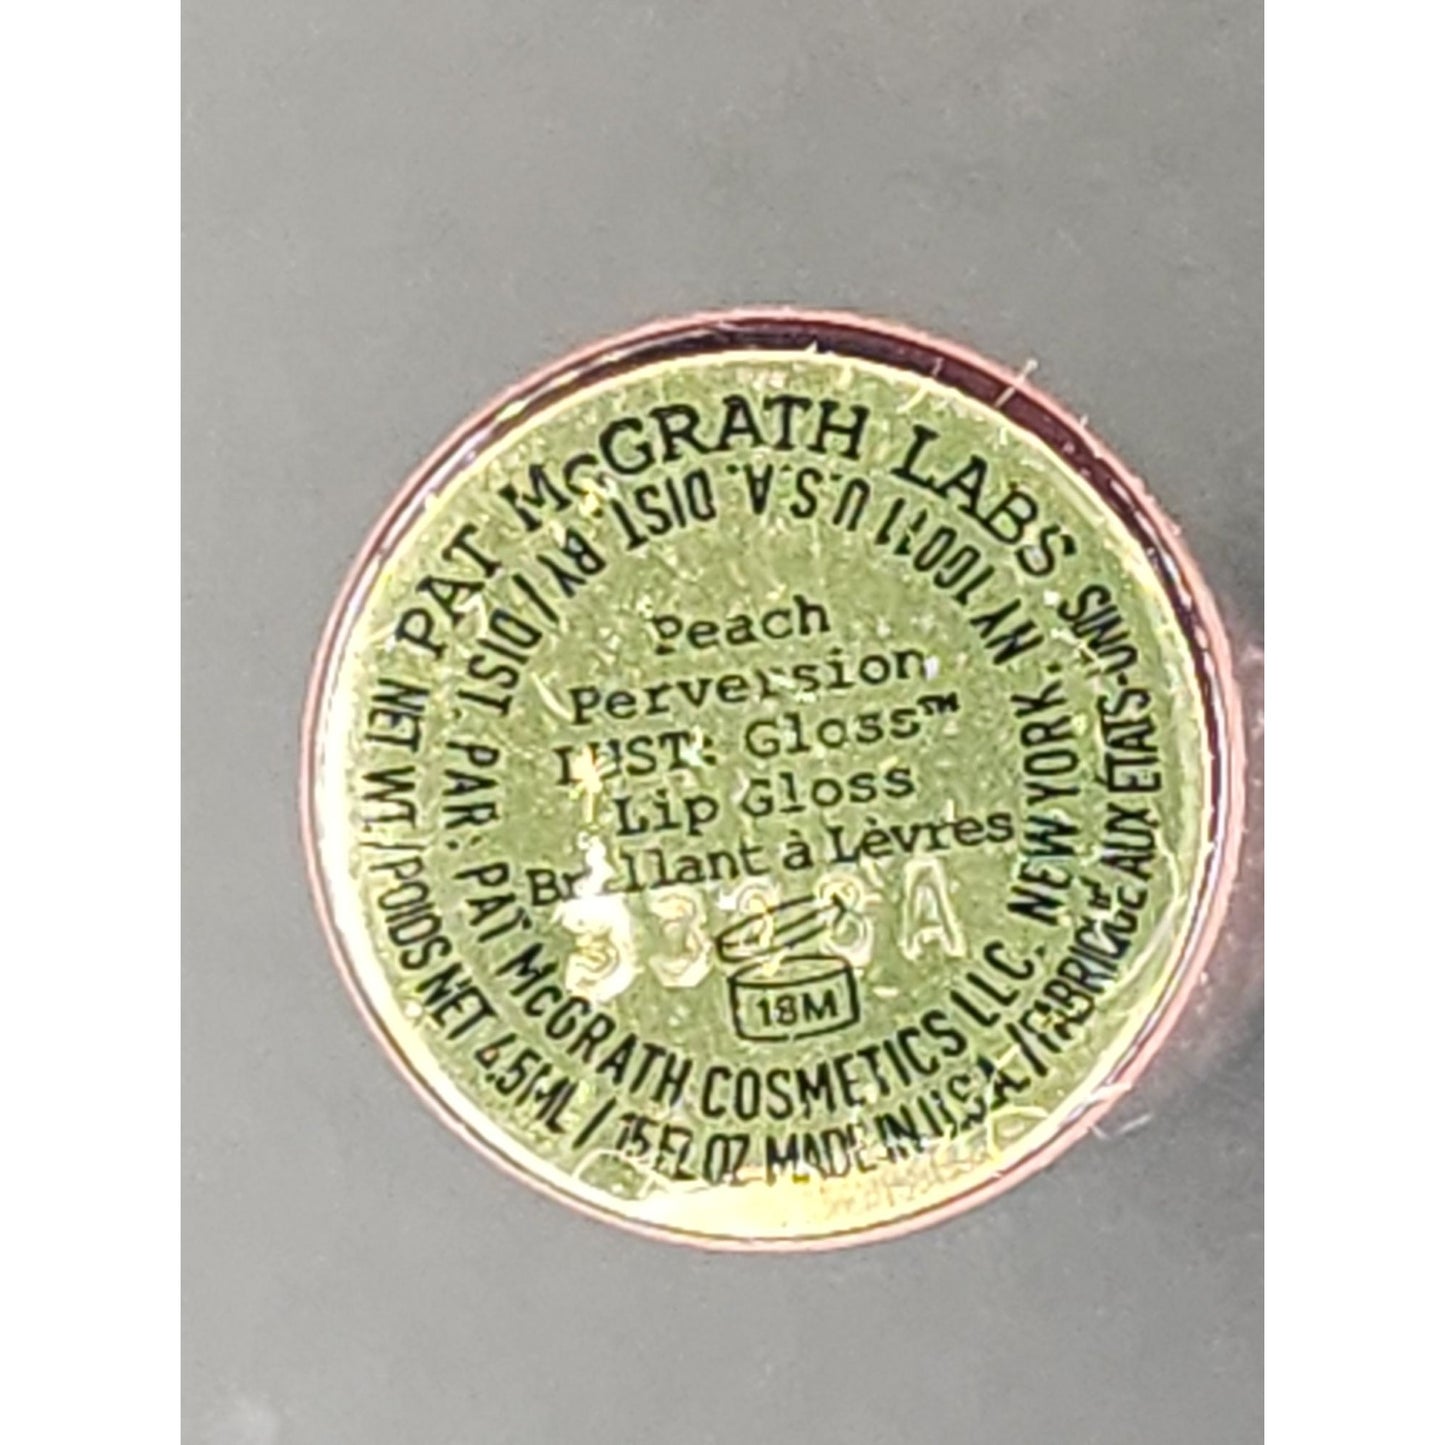 PAT McGRATH LABS
NET WT. / POIDS NET 4.5ML / .15 FL OZ MADE IN U.S.A. / FABRIQUÉ AUX ÉTATS-UNIS
DIST. BY / DIST. PAR: PAT McGRATH COSMETICS LLC. NEW YORK, NY 10011 U.S.A.
Peach
Perversion
LUST: Gloss™
Lip Gloss
Brillant à Lèvres
18M